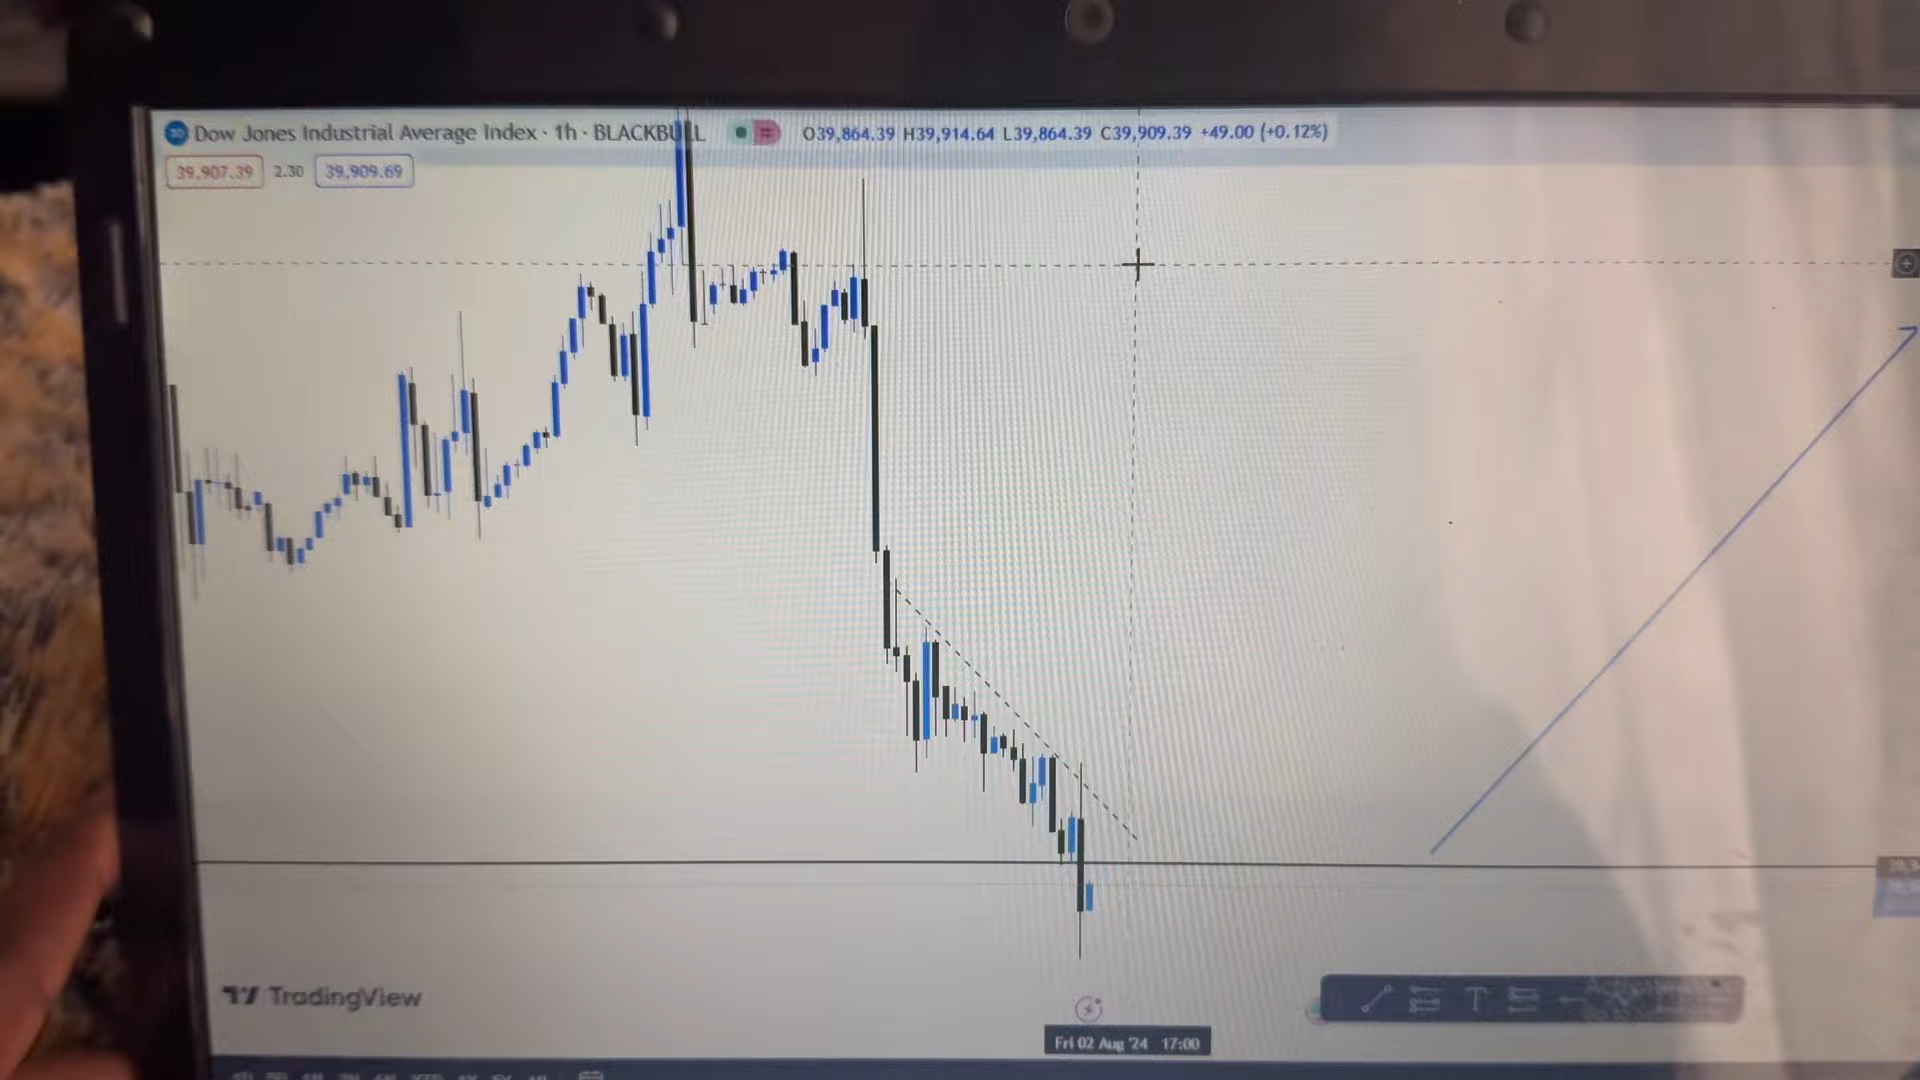 Dow Jones Industrial Average Index · 1h · BLACKBULL O39,864.39 H39,914.64 L39,864.39 C39,909.39 +49.00 (+0.12%)
39,907.39 2.30 39,909.69
TradingView
T
Fri 02 Aug '24 17:00